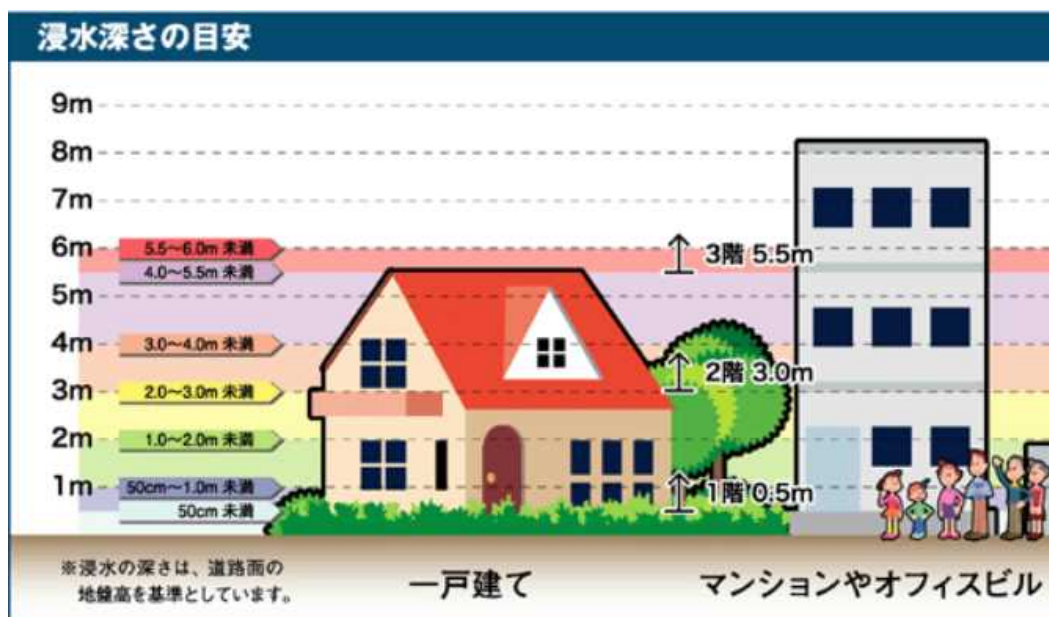 浸水深さの目安
9m
8m
7m
6m
5.5～6.0m 未満
4.0～5.5m 未満
3階 5.5m
5m
4m
3.0～4.0m 未満
2階 3.0m
3m
2.0～3.0m 未満
2m
1.0～2.0m 未満
1m
50cm～1.0m 未満
1階 0.5m
50cm 未満
※浸水の深さは、道路面の
地盤高を基準としています。
一戸建て
マンションやオフィスビル